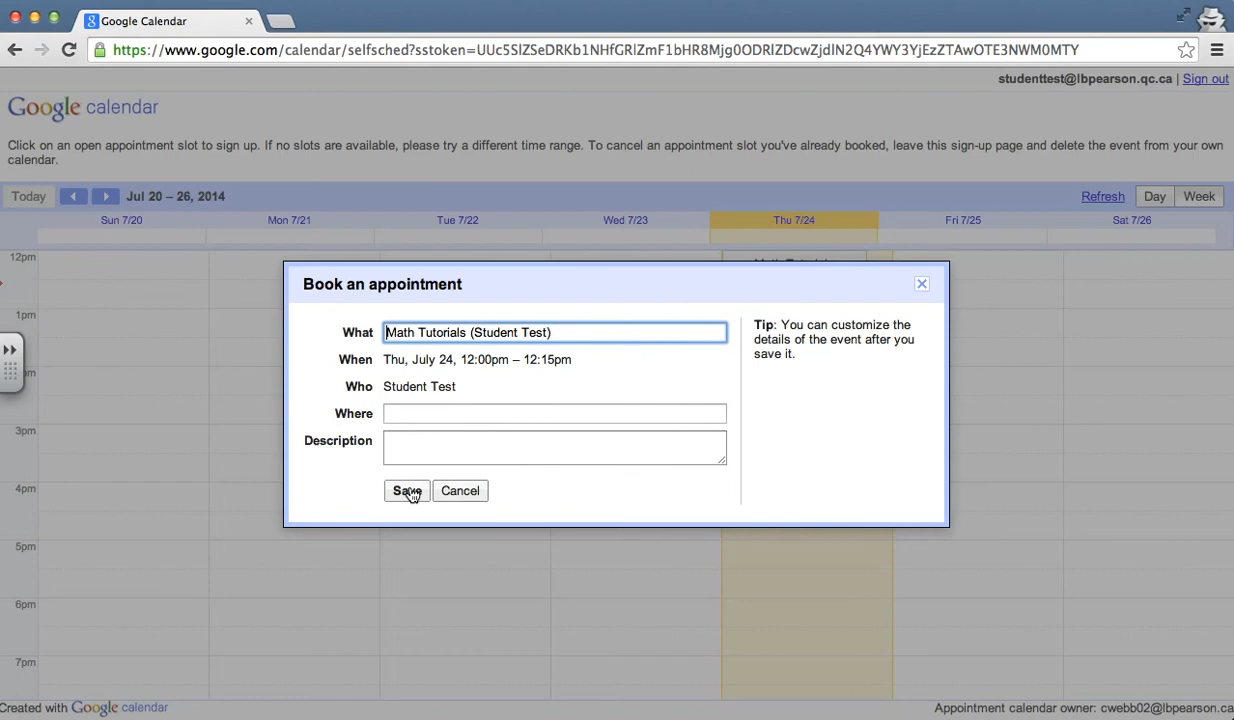 Google Calendar
https://www.google.com/calendar/selfsched?sstoken=UUc5SlZSeDRKb1NHfGRlZmF1bHR8Mjg0ODRlZDcwZjdlN2Q4YWY3YjEzZTAwOTE3NWM0MTY
studenttest@lbpearson.qc.ca | Sign out
Google calendar
Click on an open appointment slot to sign up. If no slots are available, please try a different time range. To cancel an appointment slot you've already booked, leave this sign-up page and delete the event from your own
calendar.
Today Jul 20 – 26, 2014 Refresh Day Week
Sun 7/20 Mon 7/21 Tue 7/22 Wed 7/23 Thu 7/24 Fri 7/25 Sat 7/26
12pm
1pm
3pm
4pm
5pm
6pm
7pm
Book an appointment
What Math Tutorials (Student Test)
When Thu, July 24, 12:00pm – 12:15pm
Who Student Test
Where
Description
Save Cancel
Tip: You can customize the
details of the event after you
save it.
Created with Google calendar
Appointment calendar owner: cwebb02@lbpearson.ca